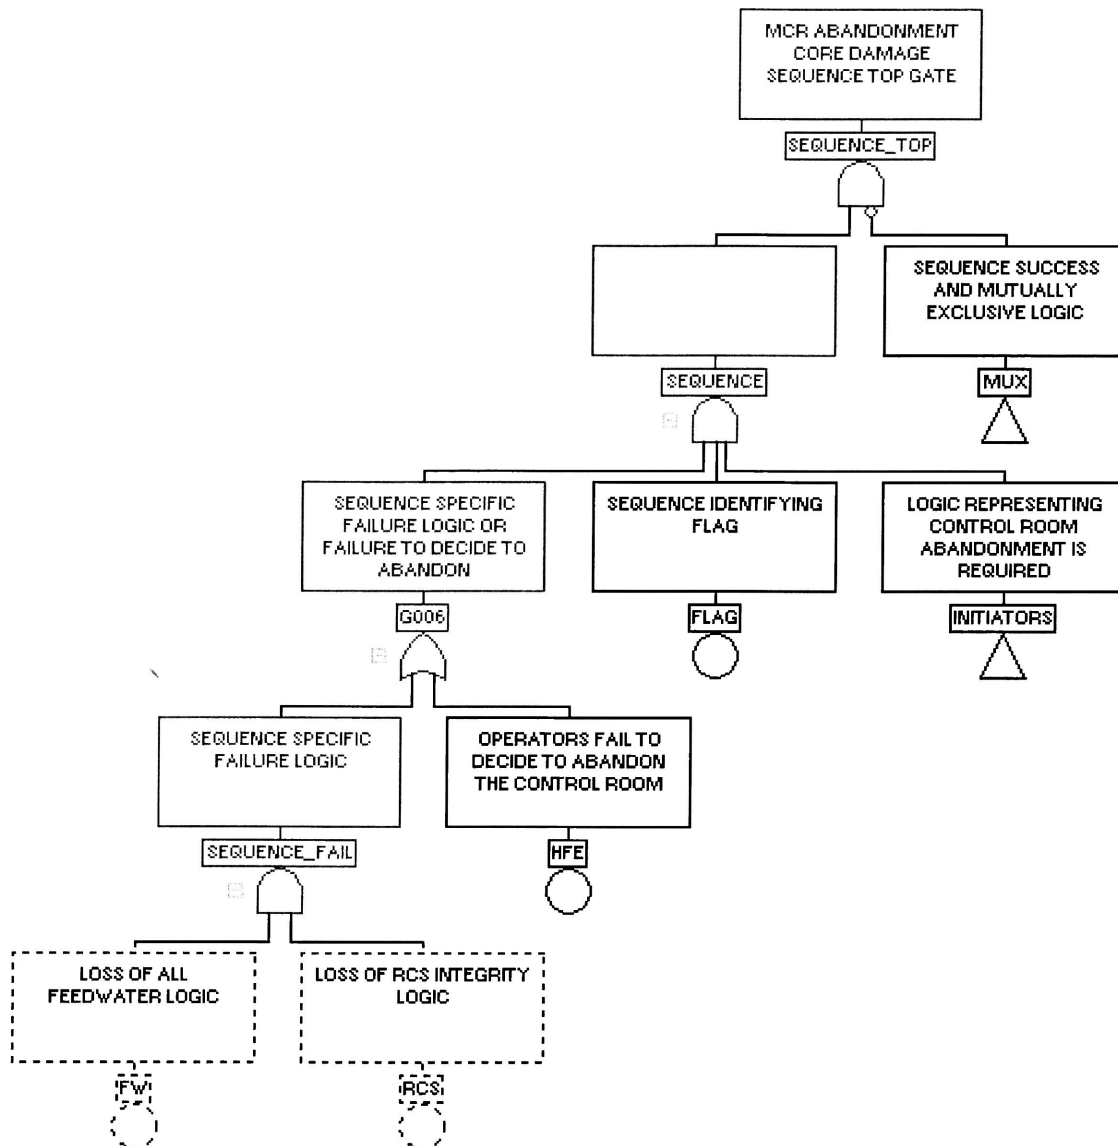 MCR ABANDONMENT
CORE DAMAGE
SEQUENCE TOP GATE
SEQUENCE_TOP
SEQUENCE SUCCESS
AND MUTUALLY
EXCLUSIVE LOGIC
SEQUENCE
MUX
SEQUENCE SPECIFIC
FAILURE LOGIC OR
FAILURE TO DECIDE TO
ABANDON
SEQUENCE IDENTIFYING
FLAG
LOGIC REPRESENTING
CONTROL ROOM
ABANDONMENT IS
REQUIRED
G006
FLAG
INITIATORS
SEQUENCE SPECIFIC
FAILURE LOGIC
OPERATORS FAIL TO
DECIDE TO ABANDON
THE CONTROL ROOM
SEQUENCE_FAIL
HFE
LOSS OF ALL
FEEDWATER LOGIC
LOSS OF RCS INTEGRITY
LOGIC
FW
RCS